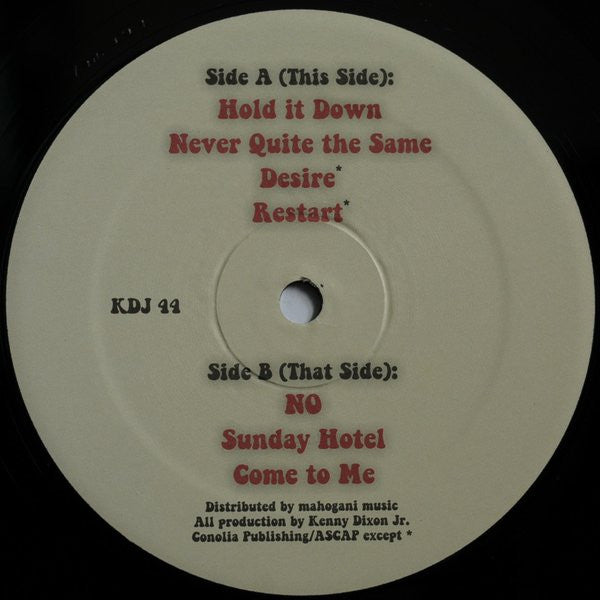 Side A (This Side):
Hold it Down
Never Quite the Same
Desire*
Restart*
KDJ 44
Side B (That Side):
NO
Sunday Hotel
Come to Me
Distributed by mahogani music
All production by Kenny Dixon Jr.
Conolia Publishing/ASCAP except *